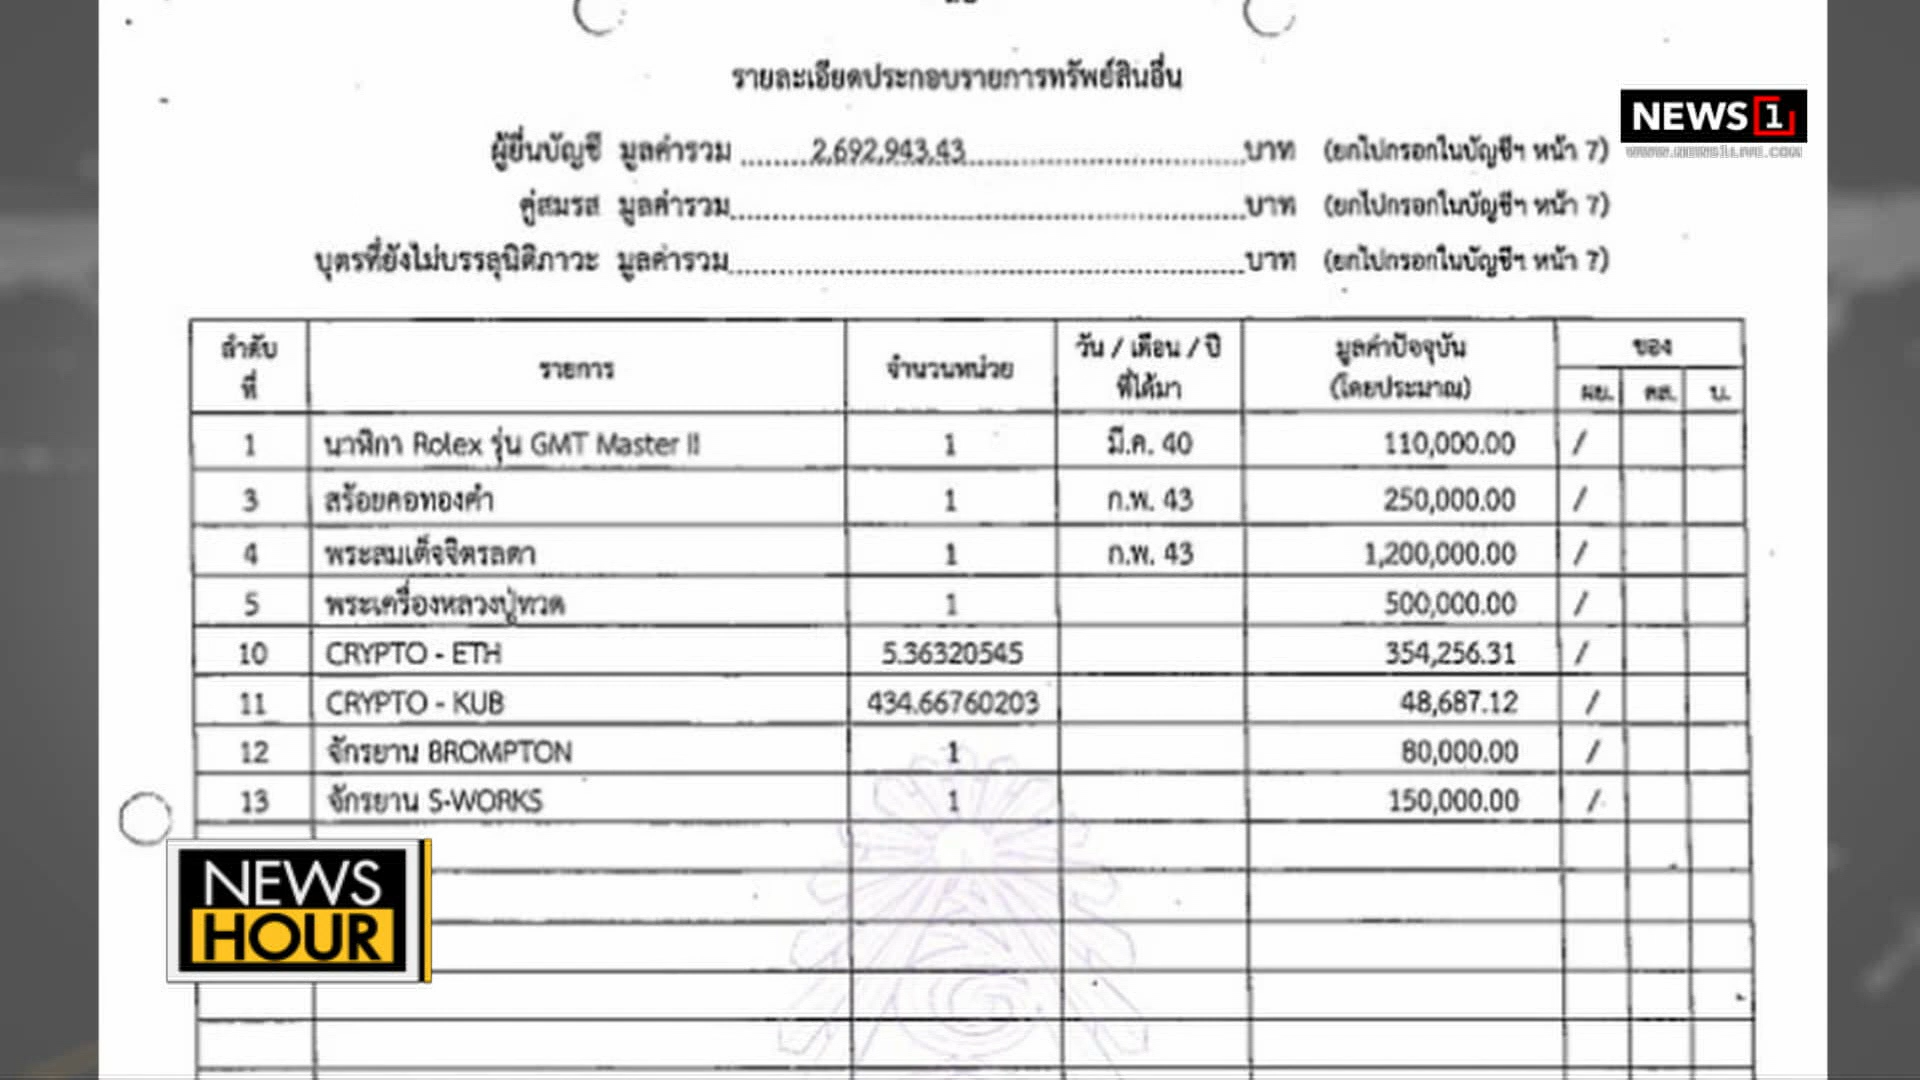 รายละเอียดประกอบรายการทรัพย์สินอื่น
NEWS 1
www.news1live.com
ผู้ยื่นบัญชี มูลค่ารวม ......2,692,943.43......บาท (ยกไปกรอกในบัญชีฯ หน้า 7)
คู่สมรส มูลค่ารวม............บาท (ยกไปกรอกในบัญชีฯ หน้า 7)
บุตรที่ยังไม่บรรลุนิติภาวะ มูลค่ารวม............บาท (ยกไปกรอกในบัญชีฯ หน้า 7)
ลำดับที่ รายการ จำนวนหน่วย วัน / เดือน / ปี ที่ได้มา มูลค่าปัจจุบัน (โดยประมาณ) ของ ผย. คส. บ.
1 นาฬิกา Rolex รุ่น GMT Master II 1 มี.ค. 40 110,000.00 /
3 สร้อยคอทองคำ 1 ก.พ. 43 250,000.00 /
4 พระสมเด็จจิตรลดา 1 ก.พ. 43 1,200,000.00 /
5 พระเครื่องหลวงปู่ทวด 1 500,000.00 /
10 CRYPTO - ETH 5.36320545 354,256.31 /
11 CRYPTO - KUB 434.66760203 48,687.12 /
12 จักรยาน BROMPTON 1 80,000.00 /
13 จักรยาน S-WORKS 1 150,000.00 /
NEWS
HOUR